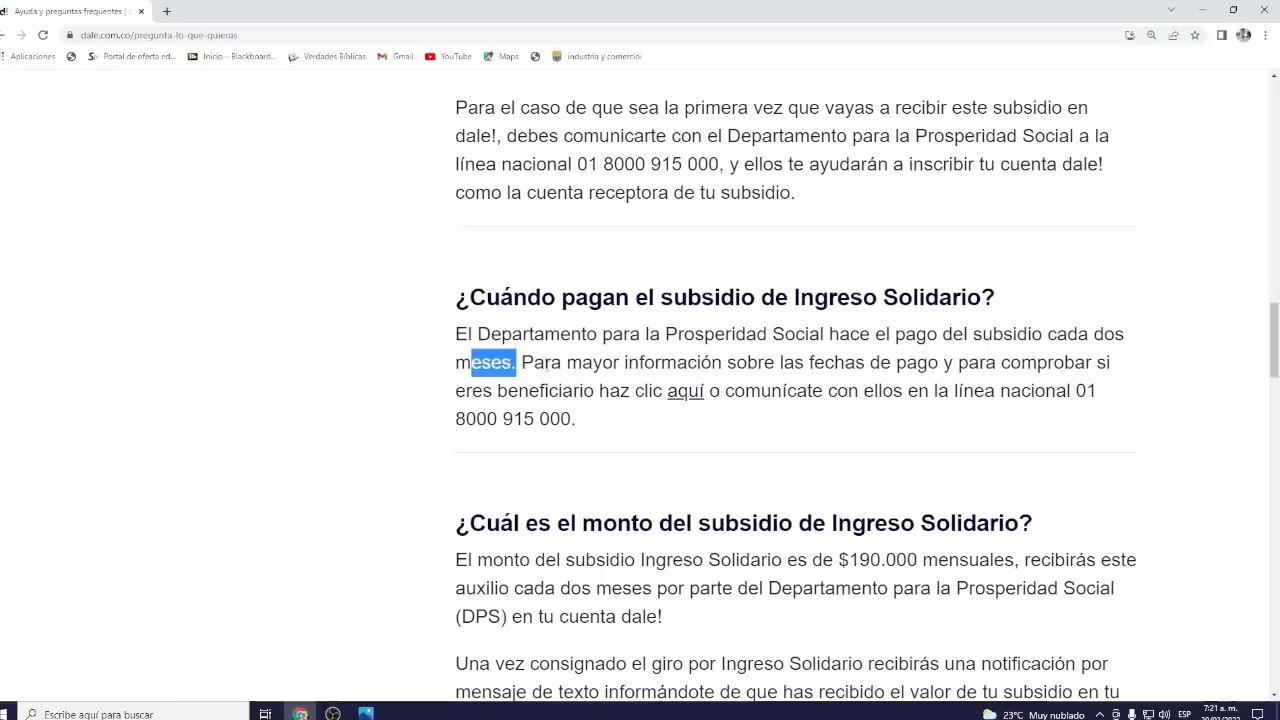 Ayuda y preguntas frequentes |
dale.com.co/pregunta-lo-que-quieras
Aplicaciones
Portal de oferta ed...
Inicio – Blackboard...
Verdades Bíblicas
Gmail
YouTube
Maps
industria y comercioi
Para el caso de que sea la primera vez que vayas a recibir este subsidio en
dale!, debes comunicarte con el Departamento para la Prosperidad Social a la
línea nacional 01 8000 915 000, y ellos te ayudarán a inscribir tu cuenta dale!
como la cuenta receptora de tu subsidio.
¿Cuándo pagan el subsidio de Ingreso Solidario?
El Departamento para la Prosperidad Social hace el pago del subsidio cada dos
meses. Para mayor información sobre las fechas de pago y para comprobar si
eres beneficiario haz clic aquí o comunícate con ellos en la línea nacional 01
8000 915 000.
¿Cuál es el monto del subsidio de Ingreso Solidario?
El monto del subsidio Ingreso Solidario es de $190.000 mensuales, recibirás este
auxilio cada dos meses por parte del Departamento para la Prosperidad Social
(DPS) en tu cuenta dale!
Una vez consignado el giro por Ingreso Solidario recibirás una notificación por
mensaje de texto informándote de que has recibido el valor de tu subsidio en tu
Escribe aquí para buscar
23°C Muy nublado
ESP
7:21 a. m.